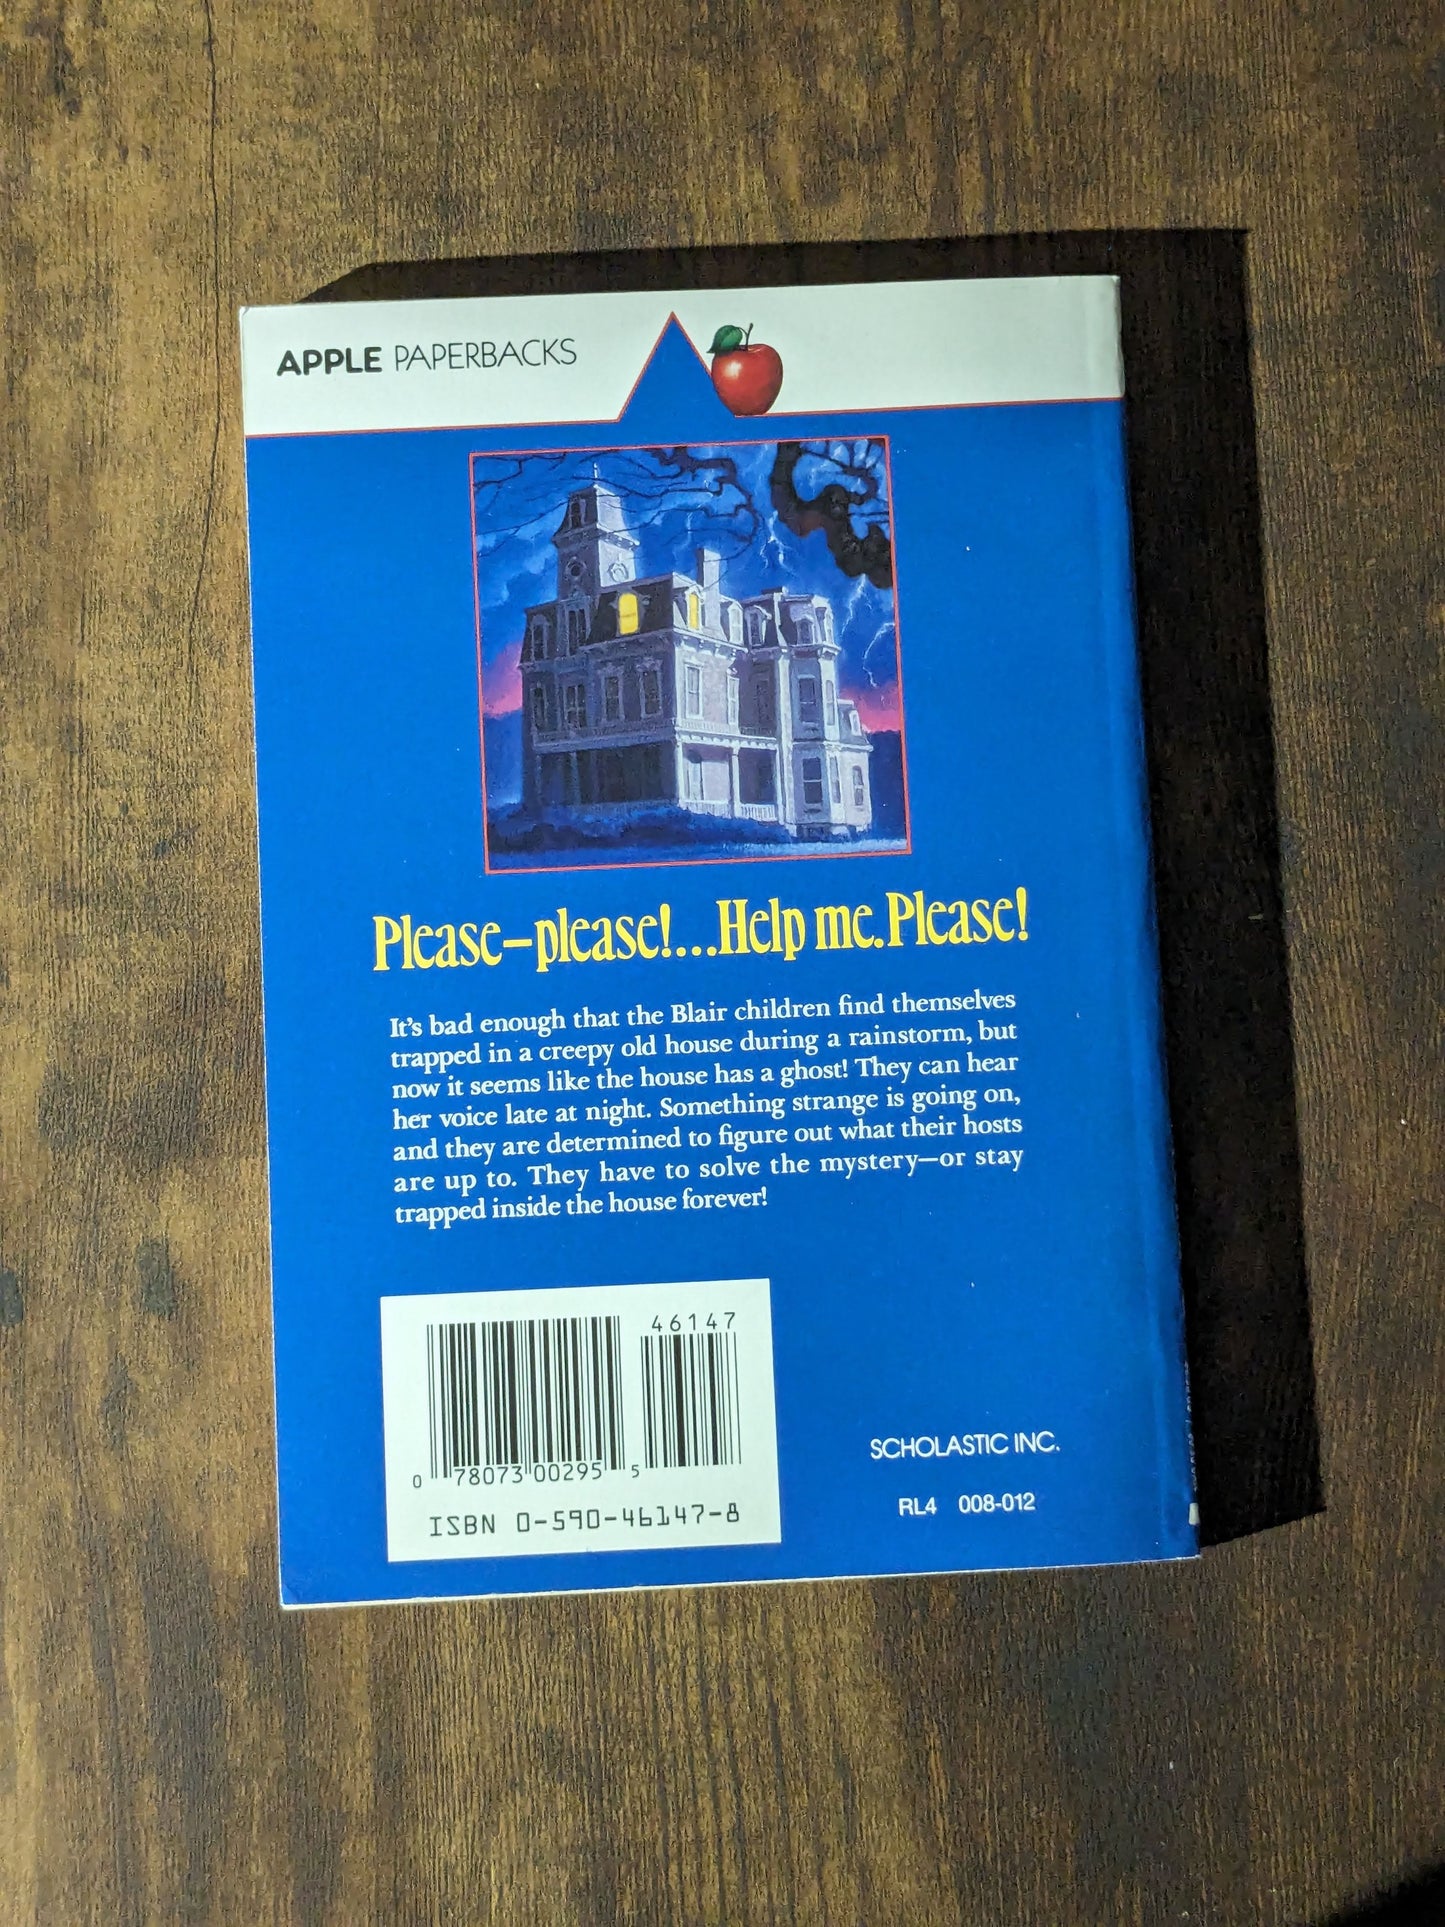 APPLE PAPERBACKS
Please–please!...Help me. Please!
It's bad enough that the Blair children find themselves
trapped in a creepy old house during a rainstorm, but
now it seems like the house has a ghost! They can hear
her voice late at night. Something strange is going on,
and they are determined to figure out what their hosts
are up to. They have to solve the mystery—or stay
trapped inside the house forever!
46147
0 78073 00295 5
ISBN 0-590-46147-8
SCHOLASTIC INC.
RL4 008-012